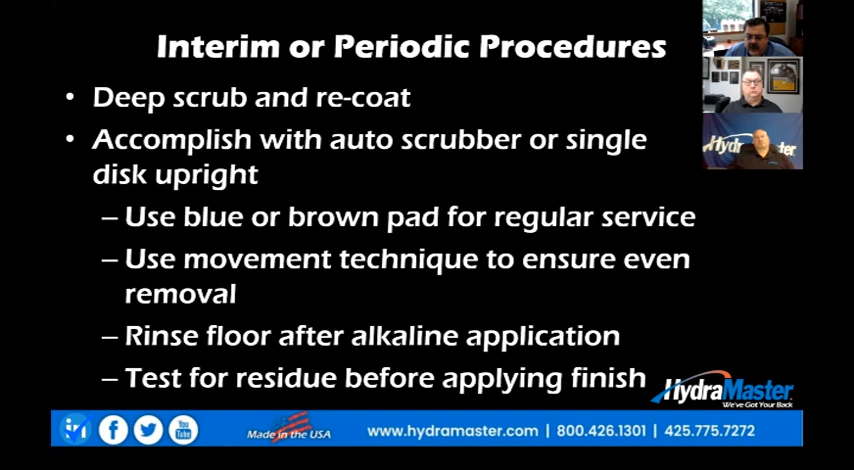 Interim or Periodic Procedures
• Deep scrub and re-coat
• Accomplish with auto scrubber or single
disk upright
– Use blue or brown pad for regular service
– Use movement technique to ensure even
removal
– Rinse floor after alkaline application
– Test for residue before applying finish
HydraMaster
HydraMaster
We've Got Your Back
You
Tube
Made in the USA
www.hydramaster.com | 800.426.1301 | 425.775.7272